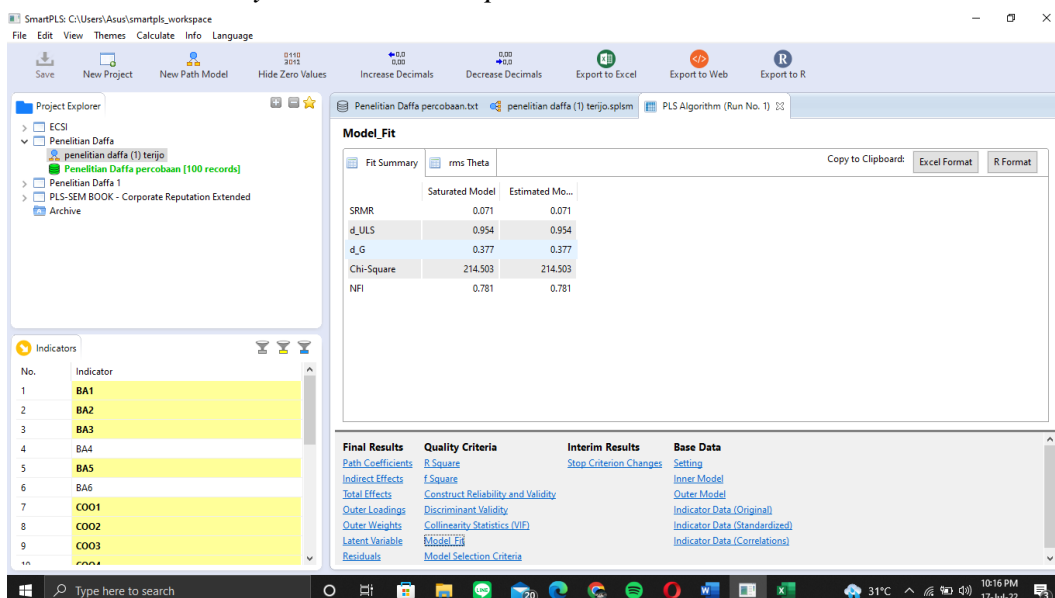 SmartPLS: C:\Users\Asus\smartpls_workspace
File Edit View Themes Calculate Info Language
Save New Project New Path Model Hide Zero Values Increase Decimals Decrease Decimals Export to Excel Export to Web Export to R
Project Explorer
ECSI
Penelitian Daffa
penelitian daffa (1) terijo
Penelitian Daffa percobaan [100 records]
Penelitian Daffa 1
PLS-SEM BOOK - Corporate Reputation Extended
Archive
Indicators
No. Indicator
1 BA1
2 BA2
3 BA3
4 BA4
5 BA5
6 BA6
7 COO1
8 COO2
9 COO3
10 COO4
Penelitian Daffa percobaan.txt penelitian daffa (1) terijo.splsm PLS Algorithm (Run No. 1)
Model_Fit
Fit Summary rms Theta Copy to Clipboard: Excel Format R Format
Saturated Model Estimated Mo...
SRMR 0.071 0.071
d_ULS 0.954 0.954
d_G 0.377 0.377
Chi-Square 214.503 214.503
NFI 0.781 0.781
Final Results Quality Criteria Interim Results Base Data
Path Coefficients R Square Stop Criterion Changes Setting
Indirect Effects f Square Inner Model
Total Effects Construct Reliability and Validity Outer Model
Outer Loadings Discriminant Validity Indicator Data (Original)
Outer Weights Collinearity Statistics (VIF) Indicator Data (Standardized)
Latent Variable Model_Fit Indicator Data (Correlations)
Residuals Model Selection Criteria
Type here to search 20 31°C 10:16 PM
17-Jul-22